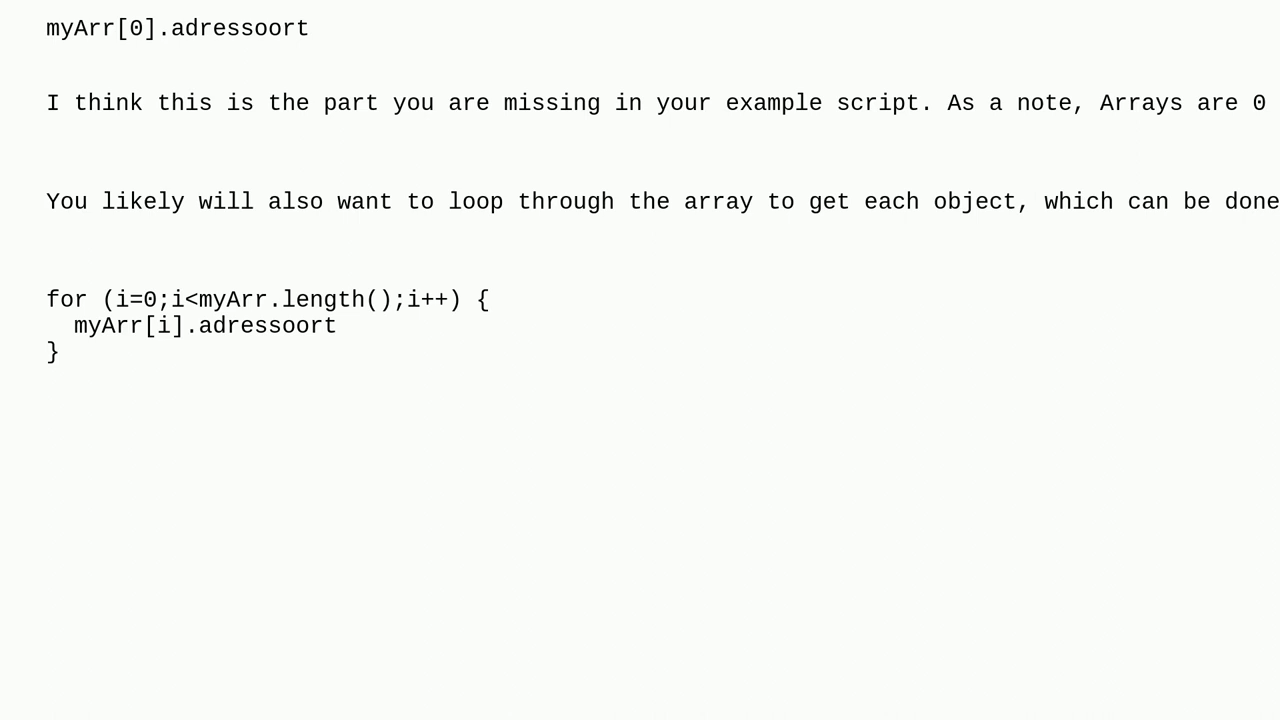 myArr[0].adressoort
I think this is the part you are missing in your example script. As a note, Arrays are 0
You likely will also want to loop through the array to get each object, which can be done
for (i=0;i<myArr.length();i++) {
  myArr[i].adressoort
}